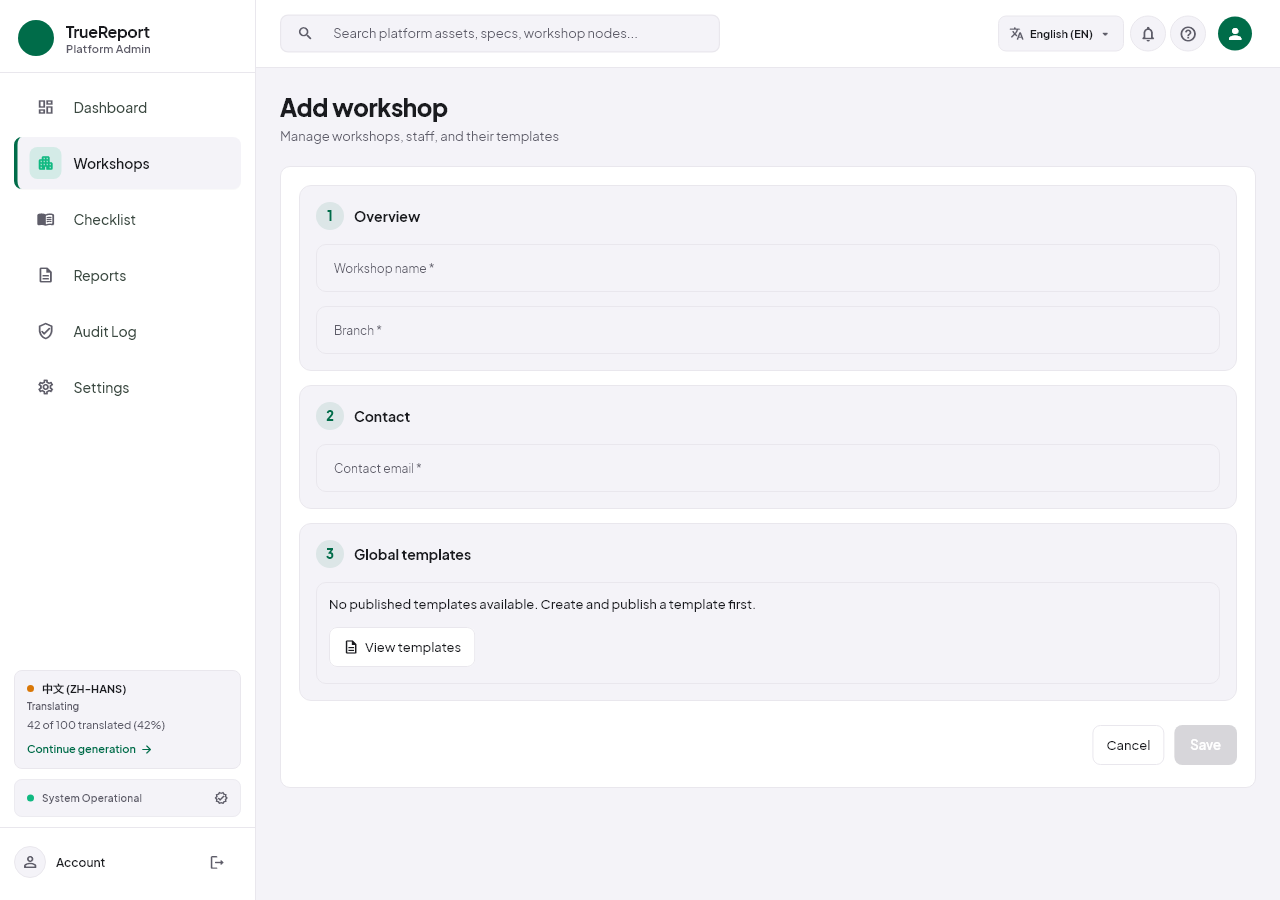 TrueReport
Platform Admin
Search platform assets, specs, workshop nodes...
English (EN)
Dashboard
Workshops
Checklist
Reports
Audit Log
Settings
Add workshop
Manage workshops, staff, and their templates
1 Overview
Workshop name *
Branch *
2 Contact
Contact email *
3 Global templates
No published templates available. Create and publish a template first.
View templates
Cancel
Save
中文 (ZH-HANS)
Translating
42 of 100 translated (42%)
Continue generation →
System Operational
Account